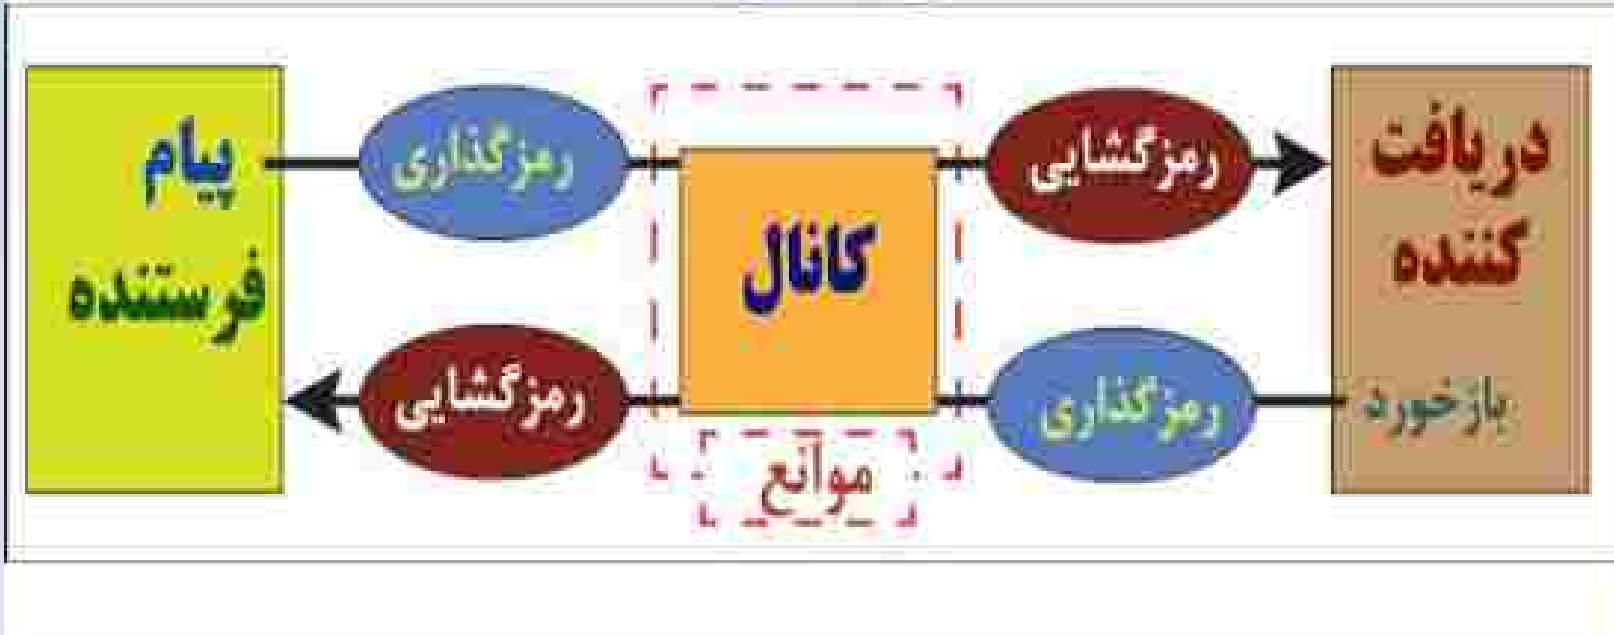 پیام
فرستنده
رمزگذاری
رمزگشایی
کانال
موانع
رمزگشایی
رمزگذاری
دریافت
کننده
بازخورد